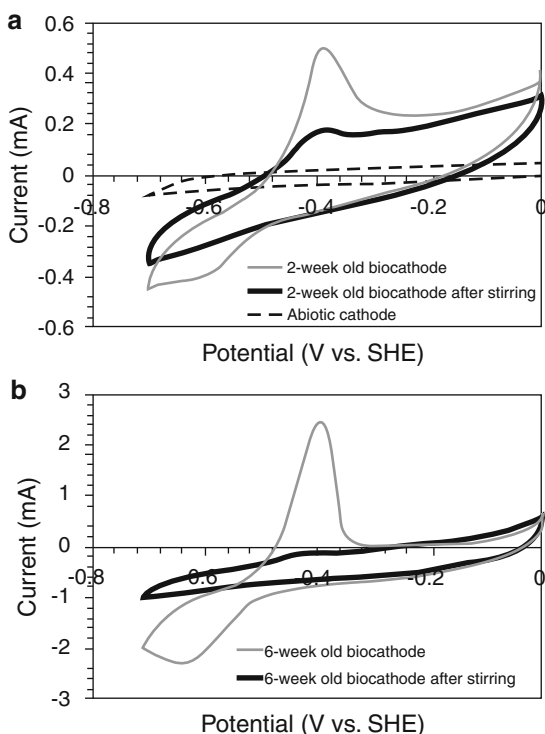 a
0.6
0.4
0.2
0
-0.2
-0.4
-0.6
-0.8
-0.6
-0.4
-0.2
0
Current (mA)
2-week old biocathode
2-week old biocathode after stirring
Abiotic cathode
Potential (V vs. SHE)
b
3
2
1
0
-1
-2
-3
-0.8
-0.6
-0.4
-0.2
0
Current (mA)
6-week old biocathode
6-week old biocathode after stirring
Potential (V vs. SHE)